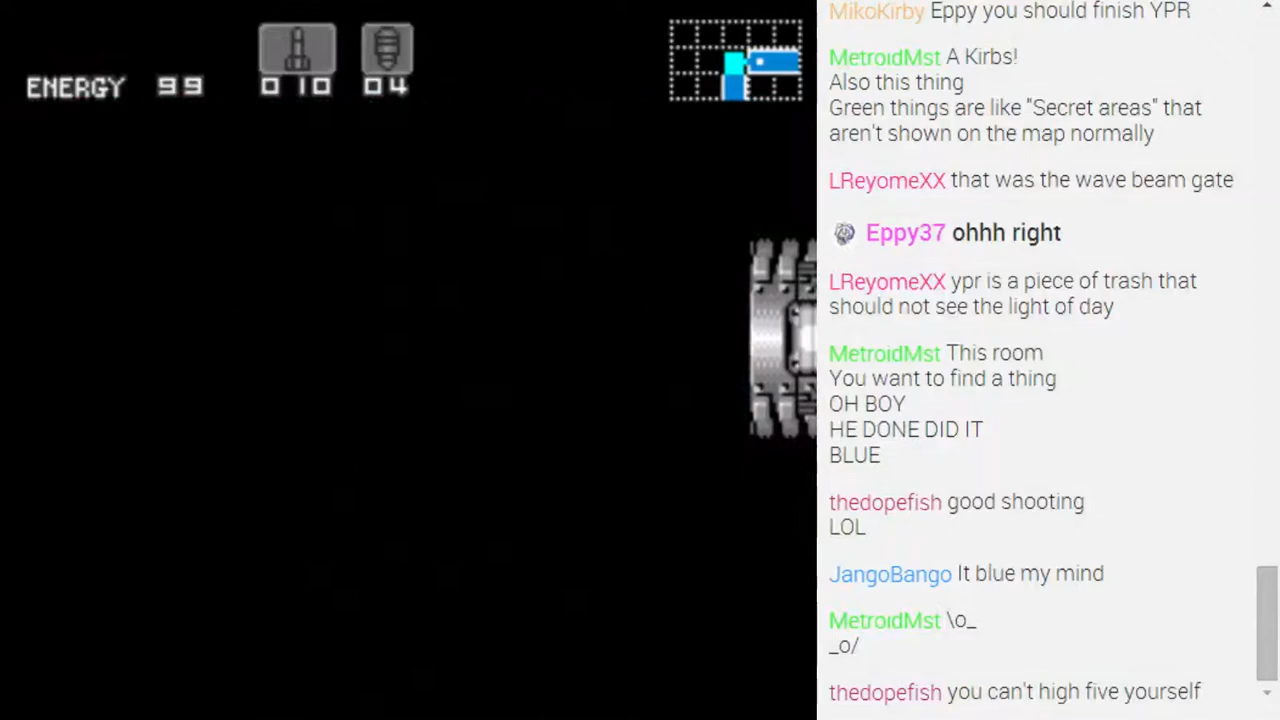 ENERGY 99 010 04
MikoKirby Eppy you should finish YPR
MetroidMst A Kirbs!
Also this thing
Green things are like "Secret areas" that
aren't shown on the map normally
LReyomeXX that was the wave beam gate
Eppy37 ohhh right
LReyomeXX ypr is a piece of trash that
should not see the light of day
MetroidMst This room
You want to find a thing
OH BOY
HE DONE DID IT
BLUE
thedopefish good shooting
LOL
JangoBango It blue my mind
MetroidMst \o_
_o/
thedopefish you can't high five yourself